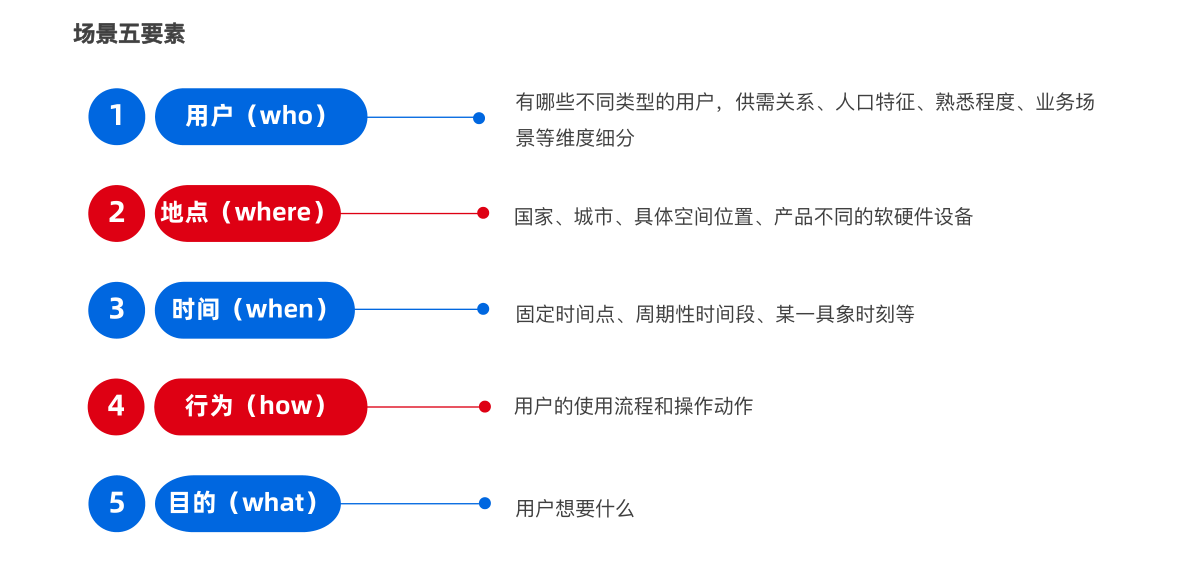 场景五要素
1
用户（who）
有哪些不同类型的用户，供需关系、人口特征、熟悉程度、业务场
景等维度细分
2
地点（where）
国家、城市、具体空间位置、产品不同的软硬件设备
3
时间（when）
固定时间点、周期性时间段、某一具象时刻等
4
行为（how）
用户的使用流程和操作动作
5
目的（what）
用户想要什么